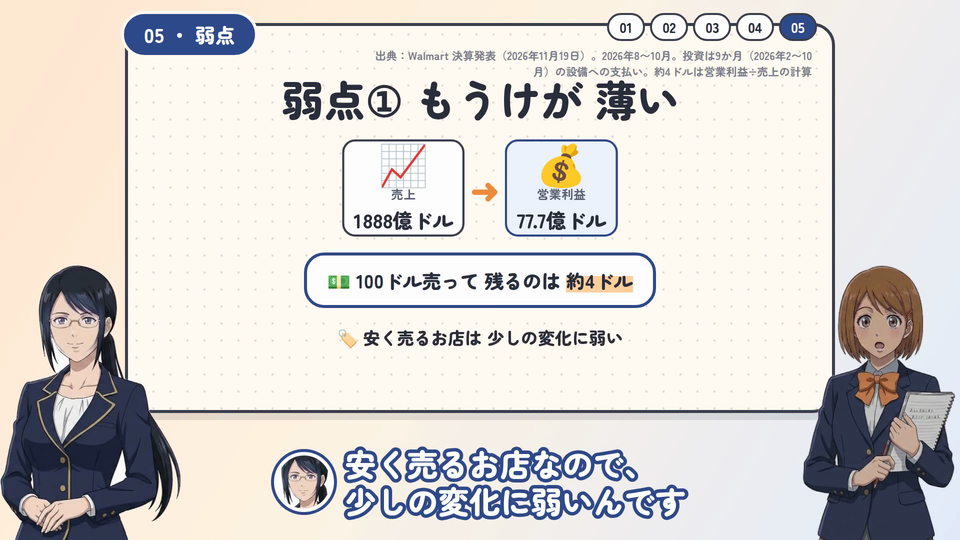 05 ・ 弱点
01 02 03 04 05
出典：Walmart 決算発表（2026年11月19日）。2026年8〜10月。投資は9か月（2026年2〜10
月）の設備への支払い。約4ドルは営業利益÷売上の計算
弱点① もうけが 薄い
売上
1888億ドル
営業利益
77.7億ドル
100ドル売って 残るのは 約4ドル
安く売るお店は 少しの変化に弱い
安く売るお店なので、
少しの変化に弱いんです